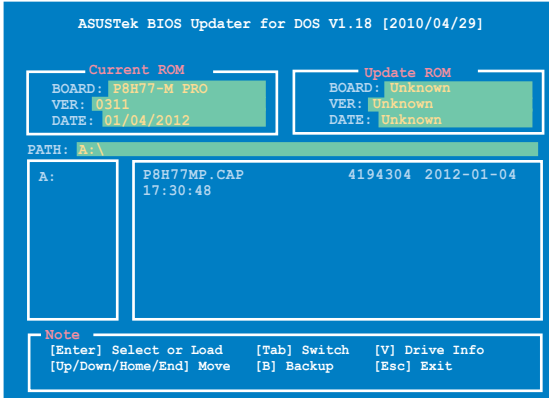 ASUSTek BIOS Updater for DOS V1.18 [2010/04/29]
Current ROM
BOARD: P8H77-M PRO
VER: 0311
DATE: 01/04/2012
Update ROM
BOARD: Unknown
VER: Unknown
DATE: Unknown
PATH: A:\
A:
P8H77MP.CAP 4194304 2012-01-04
17:30:48
Note
[Enter] Select or Load [Tab] Switch [V] Drive Info
[Up/Down/Home/End] Move [B] Backup [Esc] Exit